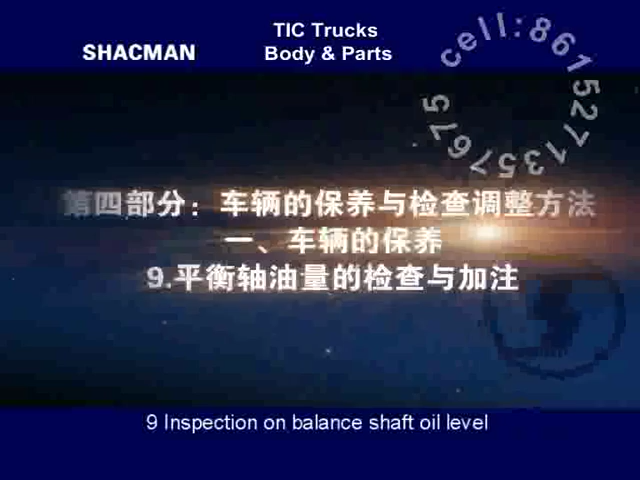 TIC Trucks
SHACMAN
Body & Parts
cell:8615271357675
第四部分：车辆的保养与检查调整方法
一、车辆的保养
9.平衡轴油量的检查与加注
9 Inspection on balance shaft oil level